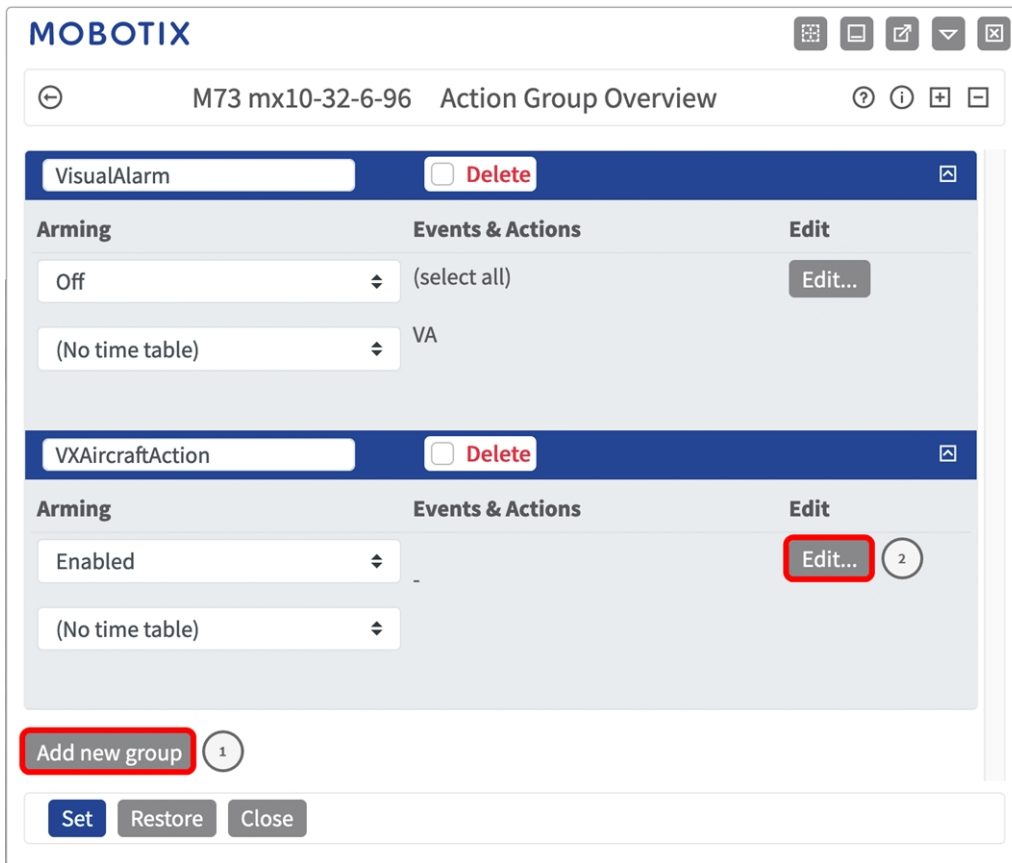 MOBOTIX
M73 mx10-32-6-96 Action Group Overview
VisualAlarm Delete
Arming Events & Actions Edit
Off (select all) Edit...
(No time table) VA
VXAircraftAction Delete
Arming Events & Actions Edit
Enabled - Edit... 2
(No time table)
Add new group 1
Set Restore Close